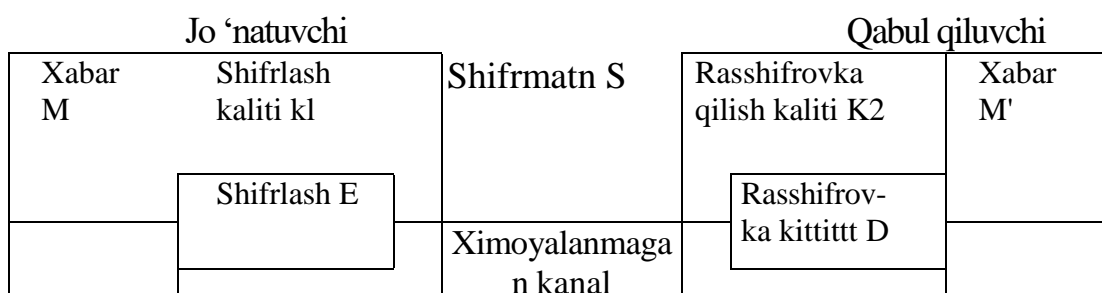 Jo ‘natuvchi
Qabul qiluvchi
Xabar
M
Shifrlash
kaliti kl
Shifrmatn S
Rasshifrovka
qilish kaliti K2
Xabar
M'
Shifrlash E
Rasshifrov-
ka kittittt D
Ximoyalanmaga
n kanal